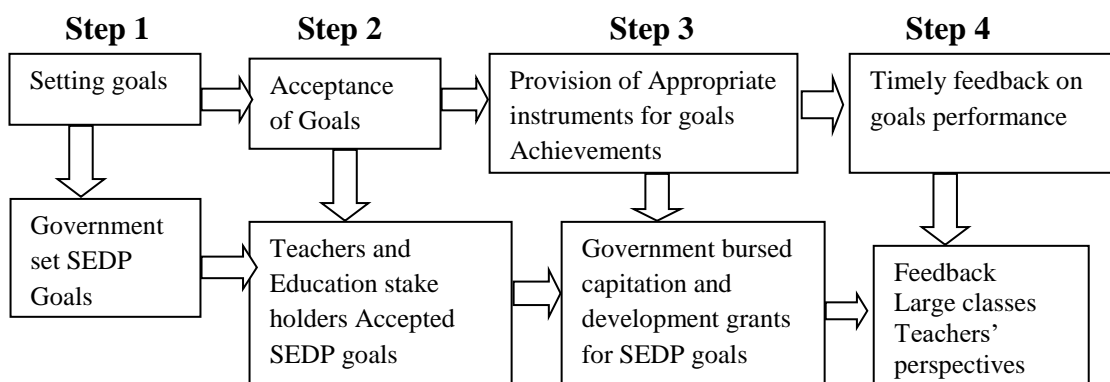 Step 1
Step 2
Step 3
Step 4
Setting goals
Acceptance
of Goals
Provision of Appropriate
instruments for goals
Achievements
Timely feedback on
goals performance
Government
set SEDP
Goals
Teachers and
Education stake
holders Accepted
SEDP goals
Government bursed
capitation and
development grants
for SEDP goals
Feedback
Large classes
Teachers’
perspectives